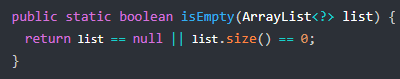 public static boolean isEmpty(ArrayList<?> list) {
  return list == null || list.size() == 0;
}